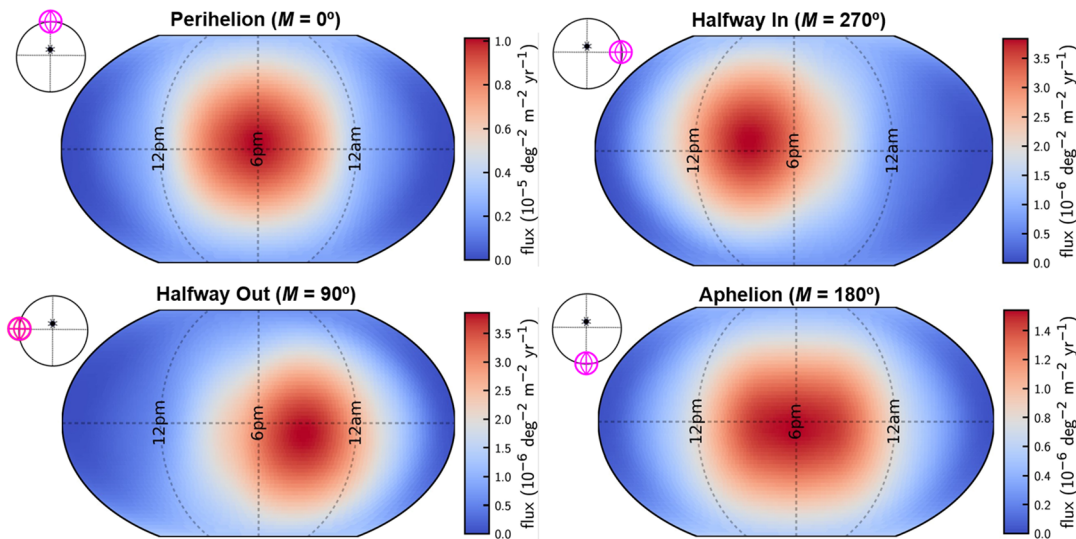 Perihelion (M = 0º)
12pm
6pm
12am
1.0
0.8
0.6
0.4
0.2
0.0
flux (10⁻⁵ deg⁻² m⁻² yr⁻¹)
Halfway In (M = 270º)
12pm
6pm
12am
3.5
3.0
2.5
2.0
1.5
1.0
0.5
0.0
flux (10⁻⁶ deg⁻² m⁻² yr⁻¹)
Halfway Out (M = 90º)
12pm
6pm
12am
3.5
3.0
2.5
2.0
1.5
1.0
0.5
0.0
flux (10⁻⁶ deg⁻² m⁻² yr⁻¹)
Aphelion (M = 180º)
12pm
6pm
12am
1.4
1.2
1.0
0.8
0.6
0.4
0.2
0.0
flux (10⁻⁶ deg⁻² m⁻² yr⁻¹)